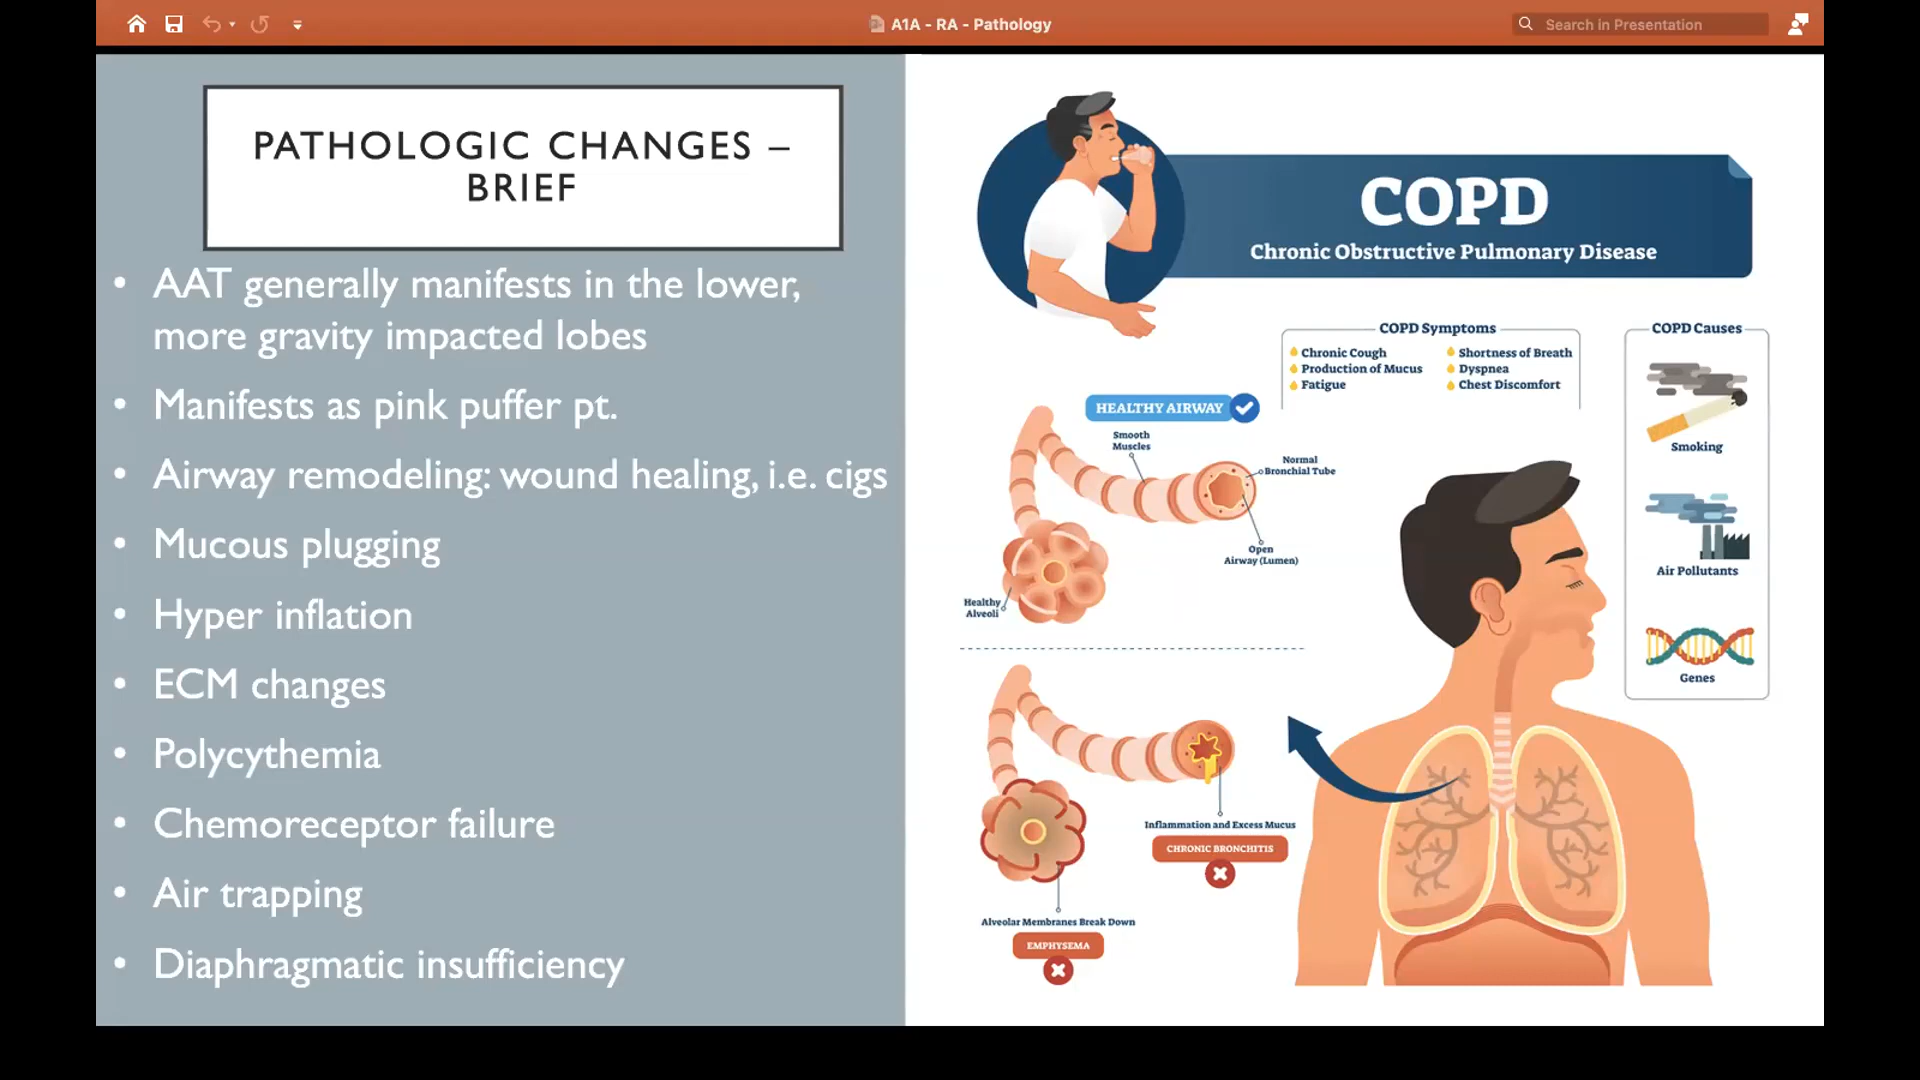 A1A - RA - Pathology
Search in Presentation
PATHOLOGIC CHANGES –
BRIEF
• AAT generally manifests in the lower,
more gravity impacted lobes
• Manifests as pink puffer pt.
• Airway remodeling: wound healing, i.e. cigs
• Mucous plugging
• Hyper inflation
• ECM changes
• Polycythemia
• Chemoreceptor failure
• Air trapping
• Diaphragmatic insufficiency
COPD
Chronic Obstructive Pulmonary Disease
COPD Symptoms
Chronic Cough
Production of Mucus
Fatigue
Shortness of Breath
Dyspnea
Chest Discomfort
COPD Causes
Smoking
Air Pollutants
Genes
HEALTHY AIRWAY
Smooth
Muscles
Normal
Bronchial Tube
Open
Airway (Lumen)
Healthy
Alveoli
Inflammation and Excess Mucus
CHRONIC BRONCHITIS
Alveolar Membranes Break Down
EMPHYSEMA